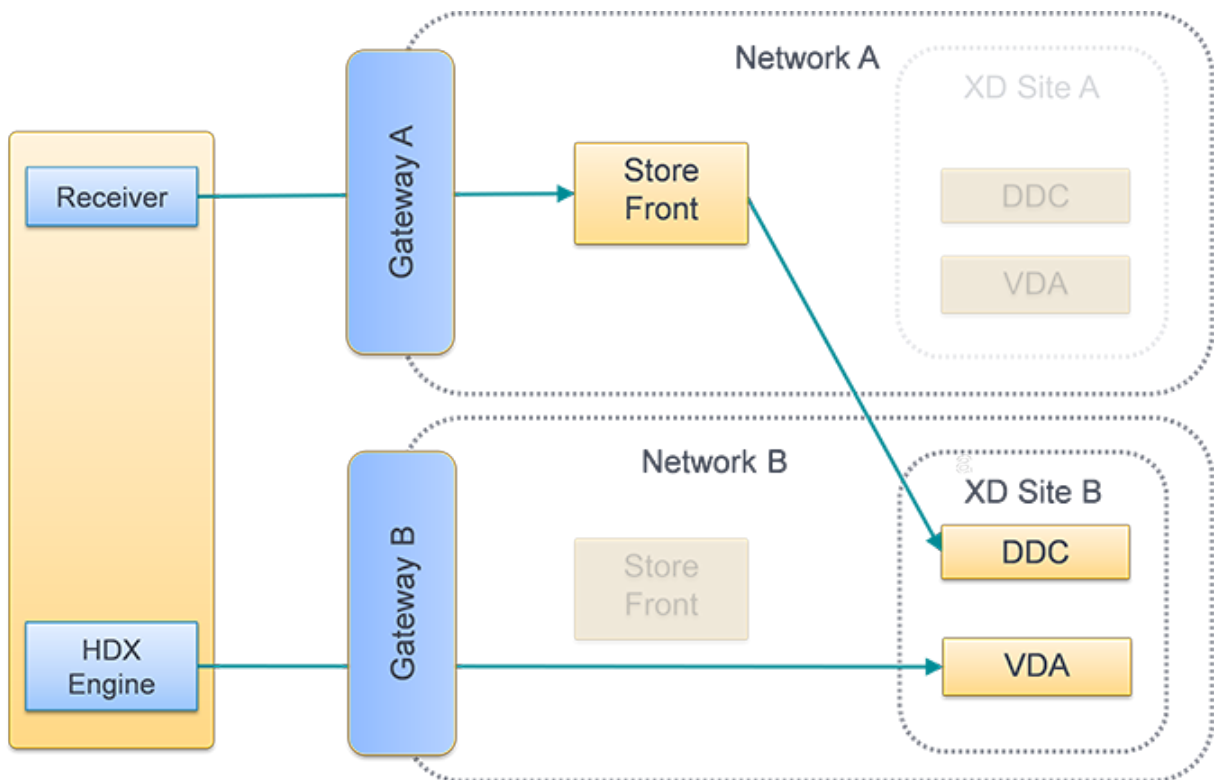 Network A
XD Site A
Gateway A
Receiver
Store
Front
DDC
VDA
Network B
XD Site B
Gateway B
Store
Front
DDC
HDX
Engine
VDA